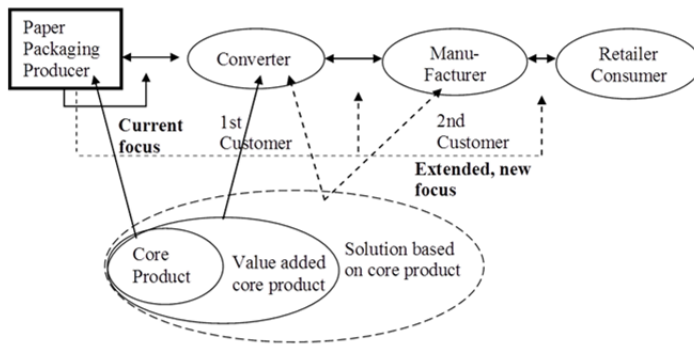 Paper
Packaging
Producer
Converter
Manu-
Facturer
Retailer
Consumer
Current
focus
1st
Customer
2nd
Customer
Extended, new
focus
Core
Product
Value added
core product
Solution based
on core product